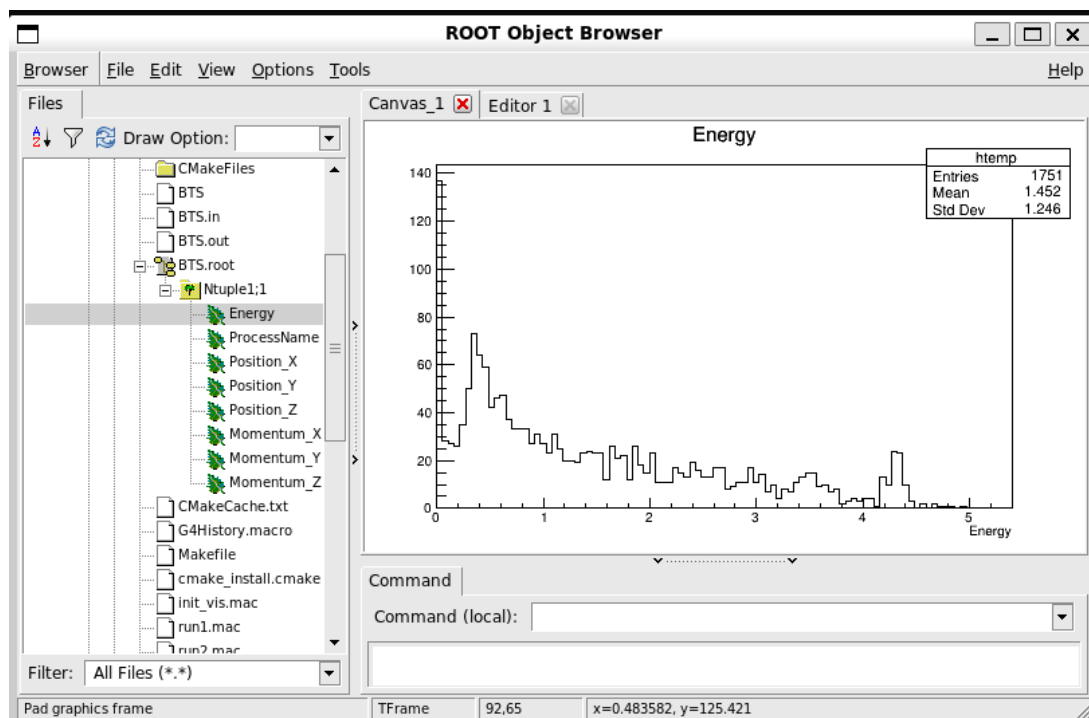 ROOT Object Browser
Browser File Edit View Options Tools Help
Files
Draw Option:
CMakeFiles
BTS
BTS.in
BTS.out
BTS.root
Ntuple1;1
Energy
ProcessName
Position_X
Position_Y
Position_Z
Momentum_X
Momentum_Y
Momentum_Z
CMakeCache.txt
G4History.macro
Makefile
cmake_install.cmake
init_vis.mac
run1.mac
run2.mac
Filter: All Files (*.*)
Canvas_1 Editor 1
Energy
htemp
Entries 1751
Mean 1.452
Std Dev 1.246
140
120
100
80
60
40
20
0
0 1 2 3 4 5
Energy
Command
Command (local):
Pad graphics frame TFrame 92,65 x=0.483582, y=125.421